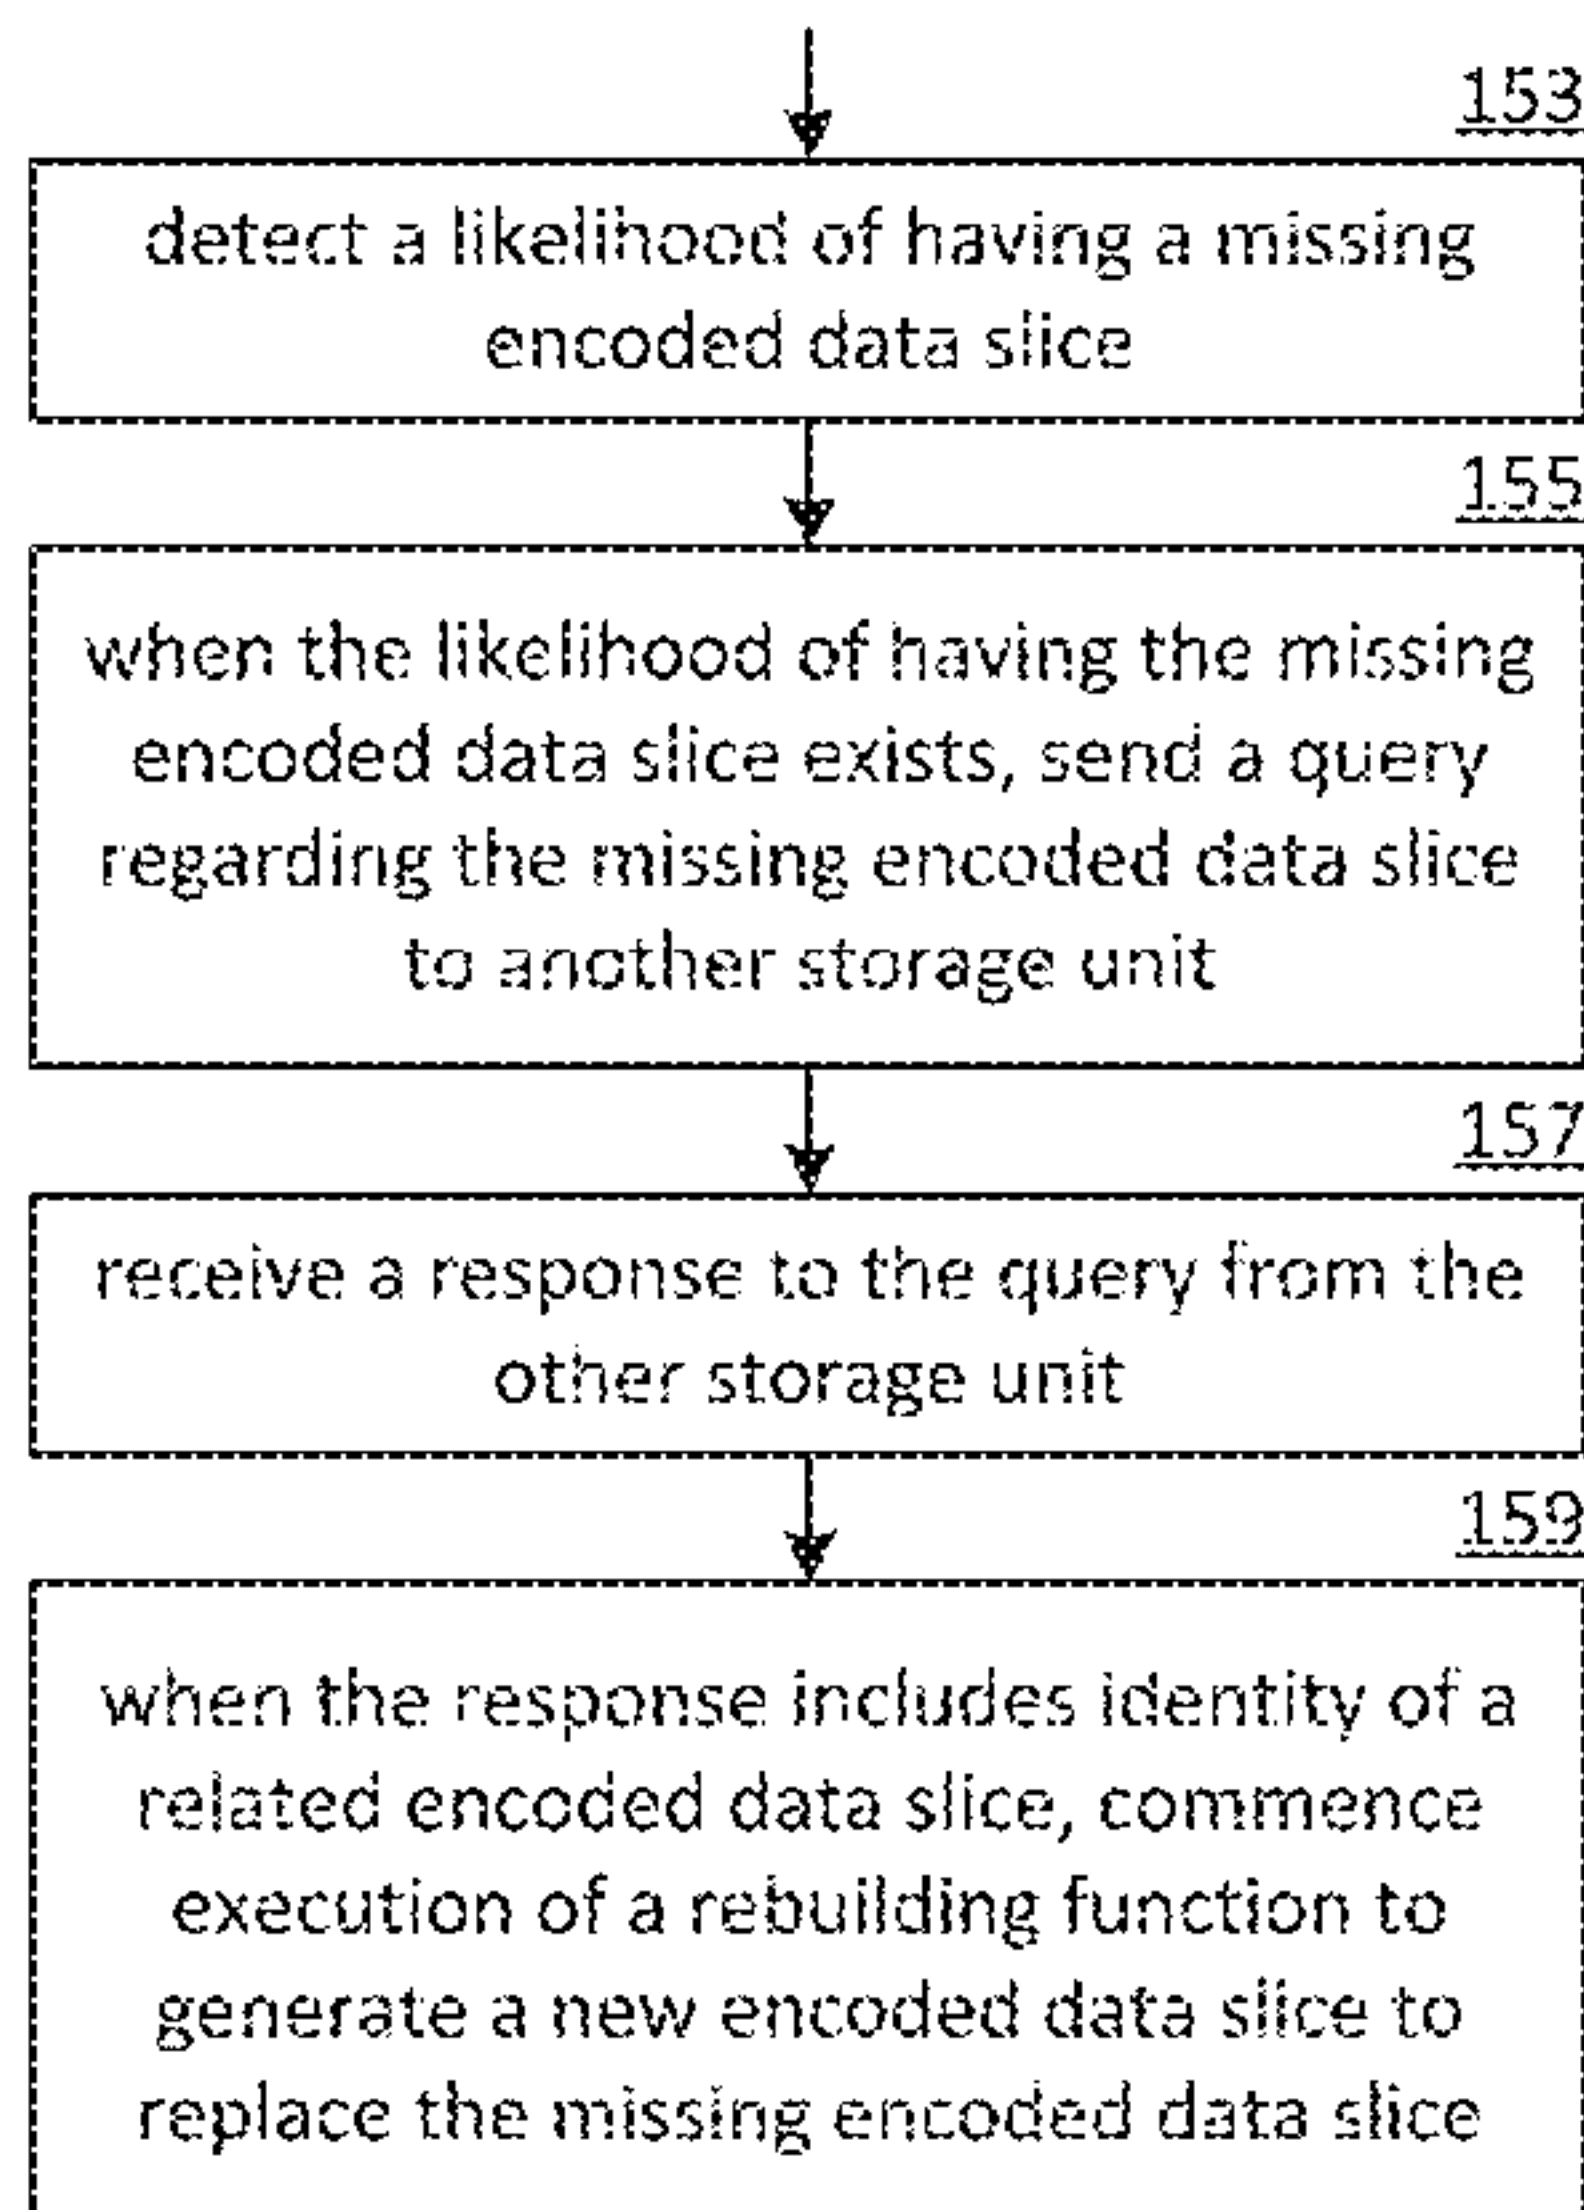 153
detect a likelihood of having a missing
encoded data slice
155
when the likelihood of having the missing
encoded data slice exists, send a query
regarding the missing encoded data slice
to another storage unit
157
receive a response to the query from the
other storage unit
159
when the response includes identity of a
related encoded data slice, commence
execution of a rebuilding function to
generate a new encoded data slice to
replace the missing encoded data slice